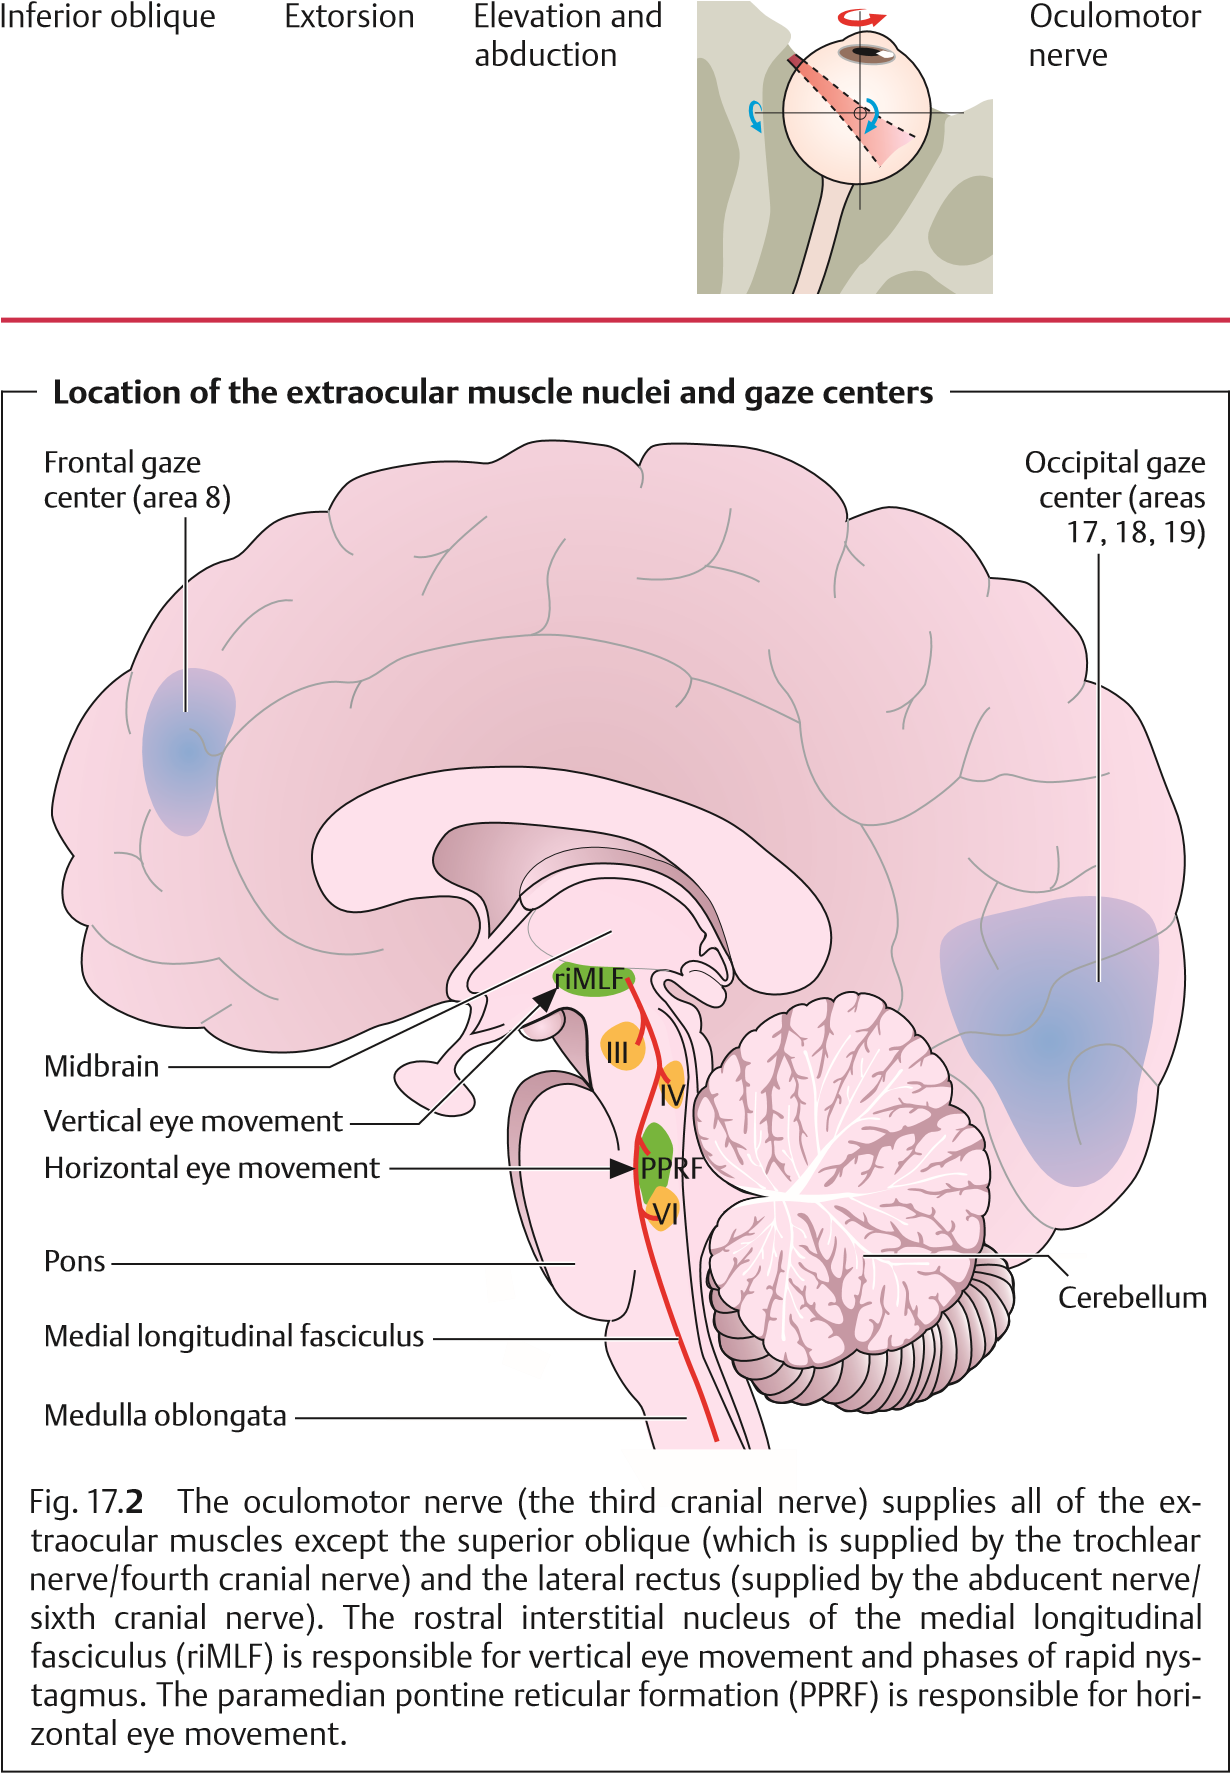 Inferior oblique
Extorsion
Elevation and
abduction
Oculomotor
nerve
Location of the extraocular muscle nuclei and gaze centers
Frontal gaze
center (area 8)
Occipital gaze
center (areas
17, 18, 19)
riMLF
III
IV
PPRF
VI
Midbrain
Vertical eye movement
Horizontal eye movement
Pons
Cerebellum
Medial longitudinal fasciculus
Medulla oblongata
Fig. 17.2 The oculomotor nerve (the third cranial nerve) supplies all of the ex-
traocular muscles except the superior oblique (which is supplied by the trochlear
nerve/fourth cranial nerve) and the lateral rectus (supplied by the abducent nerve/
sixth cranial nerve). The rostral interstitial nucleus of the medial longitudinal
fasciculus (riMLF) is responsible for vertical eye movement and phases of rapid nys-
tagmus. The paramedian pontine reticular formation (PPRF) is responsible for hori-
zontal eye movement.